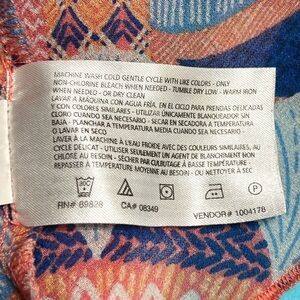 MACHINE WASH COLD GENTLE CYCLE WITH LIKE COLORS - ONLY
NON-CHLORINE BLEACH WHEN NEEDED - TUMBLE DRY LOW - WARM IRON
WHEN NEEDED - OR DRY CLEAN
LAVAR A MAQUINA CON AGUA FRÍA, EN EL CICLO PARA PRENDAS DELICADAS
Y CON COLORES SIMILARES - UTILIZAR ÚNICAMENTE BLANQUEADOR SIN
CLORO CUANDO SEA NECESARIO - SECAR EN SECADORA A TEMPERATURA
BAJA - PLANCHAR A TEMPERATURA MEDIA CUANDO SEA NECESARIO -
O LAVAR EN SECO
LAVER À LA MACHINE À L'EAU FROIDE AVEC DES COULEURS SIMILAIRES, AU
CYCLE DELICAT - UTILISER SEULEMENT UN AGENT DE BLANCHIMENT NON
CHLORÉ AU BESOIN - SÉCHER PAR CULBUTAGE À BASSE TEMPÉRATURE -
REPASSER À TEMPÉRATURE MOYENNE AU BESOIN - OU NETTOYER À SEC
30C
P
RN# 69828 CA# 08349 VENDOR# 1004178